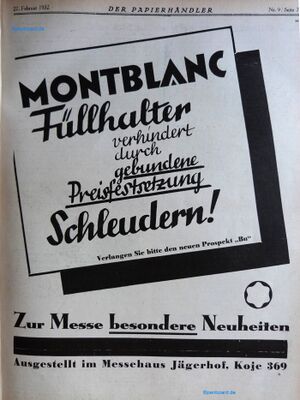 27. Februar 1932 DER PAPIERHÄNDLER Nr. 9 / Seite
MONTBLANC
Füllhalter
verhindert
durch
gebundene
Preisfestsetzung
Schleudern!
Verlangen Sie bitte den neuen Prospekt „Bu“
Zur Messe besondere Neuheiten
Ausgestellt im Messehaus Jägerhof, Koje 369